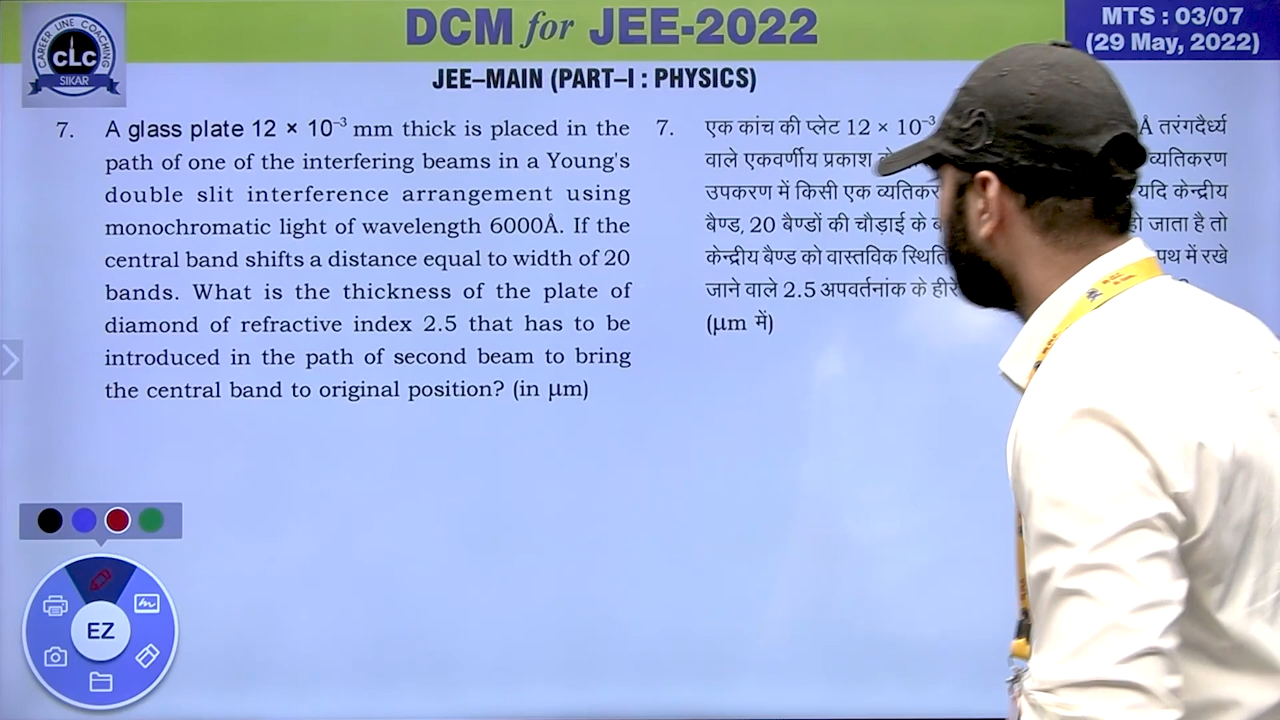 CAREER LINE COACHING
CLC
SIKAR
DCM for JEE-2022
MTS : 03/07
(29 May, 2022)
JEE–MAIN (PART–I : PHYSICS)
7. A glass plate 12 × 10⁻³ mm thick is placed in the
path of one of the interfering beams in a Young's
double slit interference arrangement using
monochromatic light of wavelength 6000Å. If the
central band shifts a distance equal to width of 20
bands. What is the thickness of the plate of
diamond of refractive index 2.5 that has to be
introduced in the path of second beam to bring
the central band to original position? (in µm)
7. एक कांच की प्लेट 12 × 10⁻³ Å तरंगदैर्ध्य
वाले एकवर्णीय प्रकाश व्यतिकरण
उपकरण में किसी एक यदि केन्द्रीय
बैण्ड, 20 बैण्डों की चौड़ाई के हो जाता है तो
केन्द्रीय बैण्ड को वास्तविक पथ में रखे
जाने वाले 2.5 अपवर्तनांक के
(µm में)
EZ